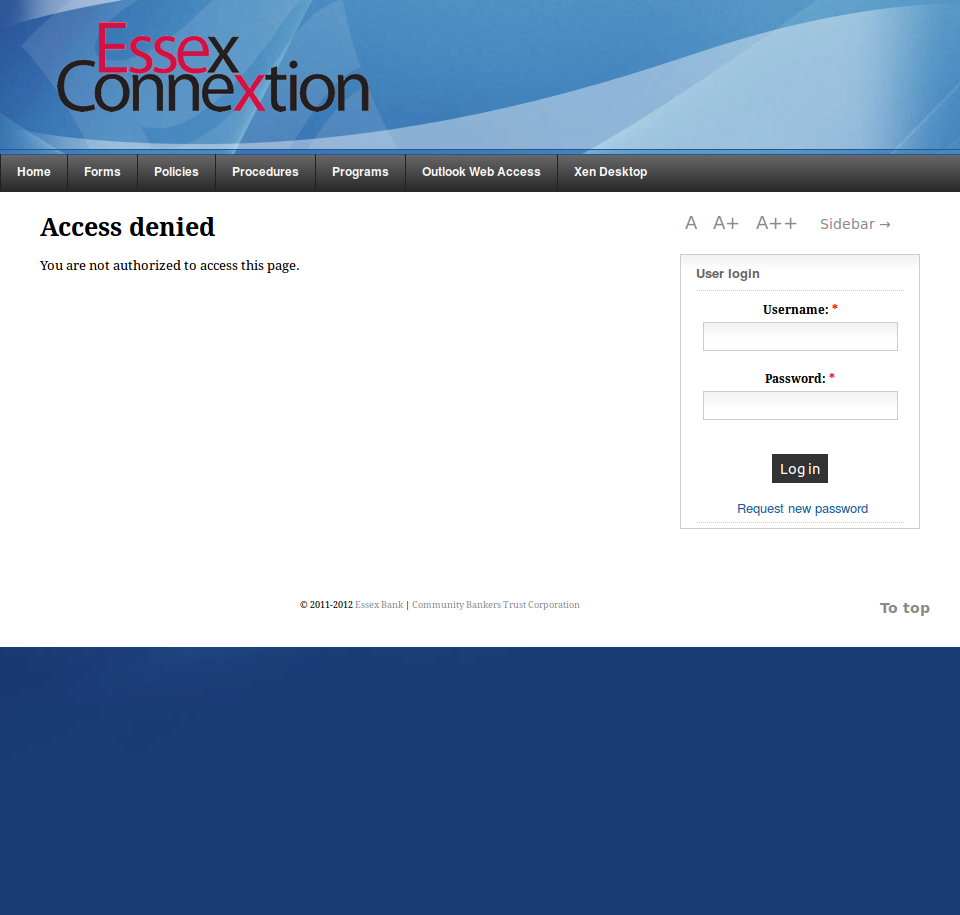 Essex
Connextion
Home Forms Policies Procedures Programs Outlook Web Access Xen Desktop
Access denied
You are not authorized to access this page.
A A+ A++ Sidebar →
User login
Username: *
Password: *
Log in
Request new password
© 2011-2012 Essex Bank | Community Bankers Trust Corporation
To top